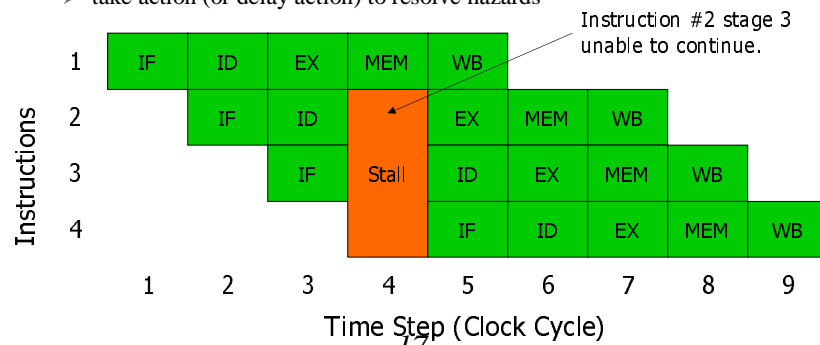 ➢ take action (or delay action) to resolve hazards
Instruction #2 stage 3
unable to continue.
1 IF ID EX MEM WB
2 IF ID EX MEM WB
3 IF Stall ID EX MEM WB
4 IF ID EX MEM WB
Instructions
1 2 3 4 5 6 7 8 9
Time Step (Clock Cycle)
17